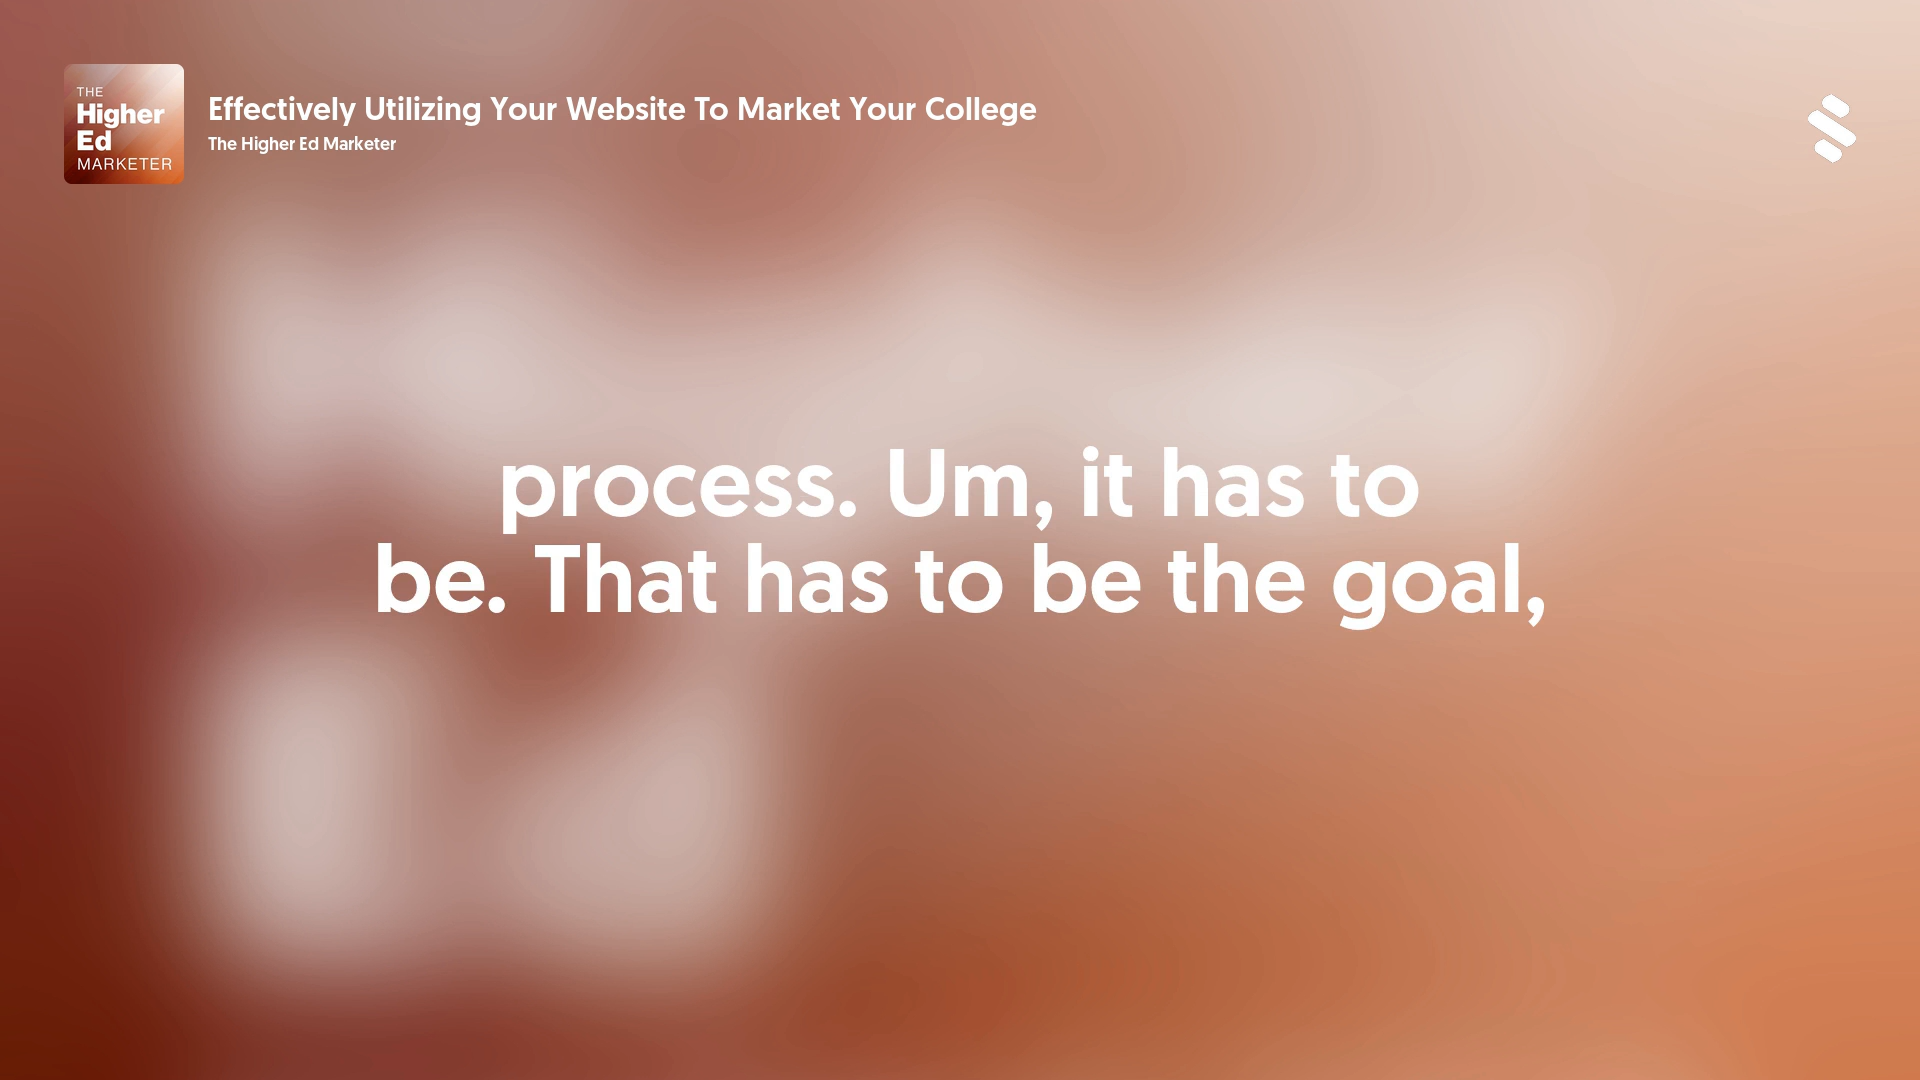 THE
Higher
Ed
MARKETER
Effectively Utilizing Your Website To Market Your College
The Higher Ed Marketer
process. Um, it has to
be. That has to be the goal,